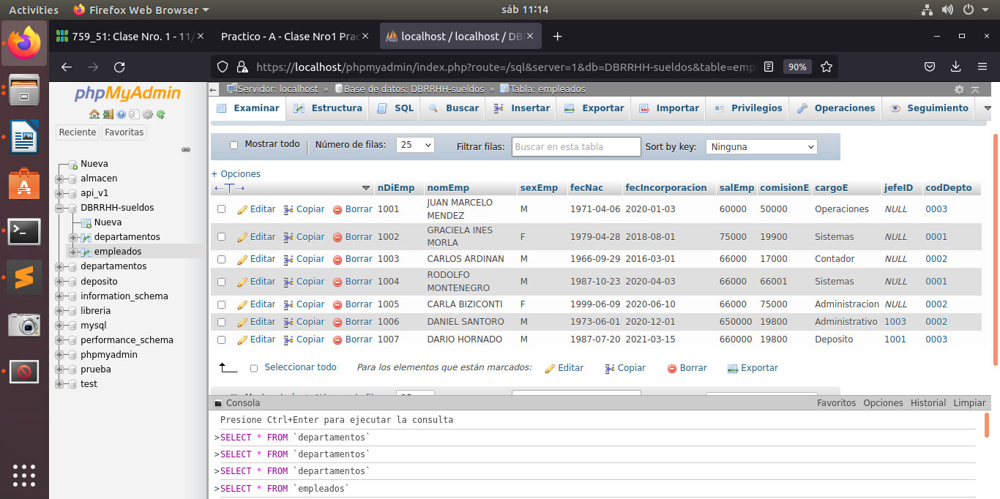 Activities Firefox Web Browser sáb 11:14
759_51: Clase Nro. 1 - 11/ Practico - A - Clase Nro1 Prac localhost / localhost / DB
https://localhost/phpmyadmin/index.php?route=/sql&server=1&db=DBRRHH-sueldos&table=emp 90%
phpMyAdmin
Reciente Favoritas
Nueva
almacen
api_v1
DBRRHH-sueldos
Nueva
departamentos
empleados
departamentos
deposito
information_schema
libreria
mysql
performance_schema
phpmyadmin
prueba
test
Servidor: localhost » Base de datos: DBRRHH-sueldos » Tabla: empleados
Examinar Estructura SQL Buscar Insertar Exportar Importar Privilegios Operaciones Seguimiento
Mostrar todo Número de filas: 25 Filtrar filas: Buscar en esta tabla Sort by key: Ninguna
+ Opciones
nDiEmp nomEmp sexEmp fecNac fecIncorporacion salEmp comisionE cargoE jefeID codDepto
Editar Copiar Borrar 1001 JUAN MARCELO MENDEZ M 1971-04-06 2020-01-03 60000 50000 Operaciones NULL 0003
Editar Copiar Borrar 1002 GRACIELA INES MORLA F 1979-04-28 2018-08-01 75000 19900 Sistemas NULL 0001
Editar Copiar Borrar 1003 CARLOS ARDINAN M 1966-09-29 2016-03-01 66000 17000 Contador NULL 0002
Editar Copiar Borrar 1004 RODOLFO MONTENEGRO M 1987-10-23 2020-04-03 66000 66001 Sistemas NULL 0001
Editar Copiar Borrar 1005 CARLA BIZICONTI F 1999-06-09 2020-06-10 66000 75000 Administracion NULL 0002
Editar Copiar Borrar 1006 DANIEL SANTORO M 1973-06-01 2020-12-01 650000 19800 Administrativo 1003 0002
Editar Copiar Borrar 1007 DARIO HORNADO M 1987-07-20 2021-03-15 660000 19800 Deposito 1001 0003
Seleccionar todo Para los elementos que están marcados: Editar Copiar Borrar Exportar
Consola Favoritos Opciones Historial Limpiar
Presione Ctrl+Enter para ejecutar la consulta
>SELECT * FROM `departamentos`
>SELECT * FROM `departamentos`
>SELECT * FROM `departamentos`
>SELECT * FROM `empleados`